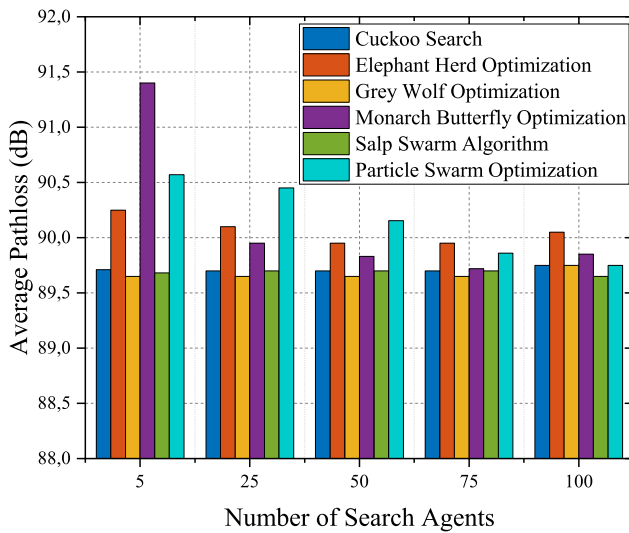 92,0
91,5
91,0
90,5
90,0
89,5
89,0
88,5
88,0
Average Pathloss (dB)
Cuckoo Search
Elephant Herd Optimization
Grey Wolf Optimization
Monarch Butterfly Optimization
Salp Swarm Algorithm
Particle Swarm Optimization
5 25 50 75 100
Number of Search Agents